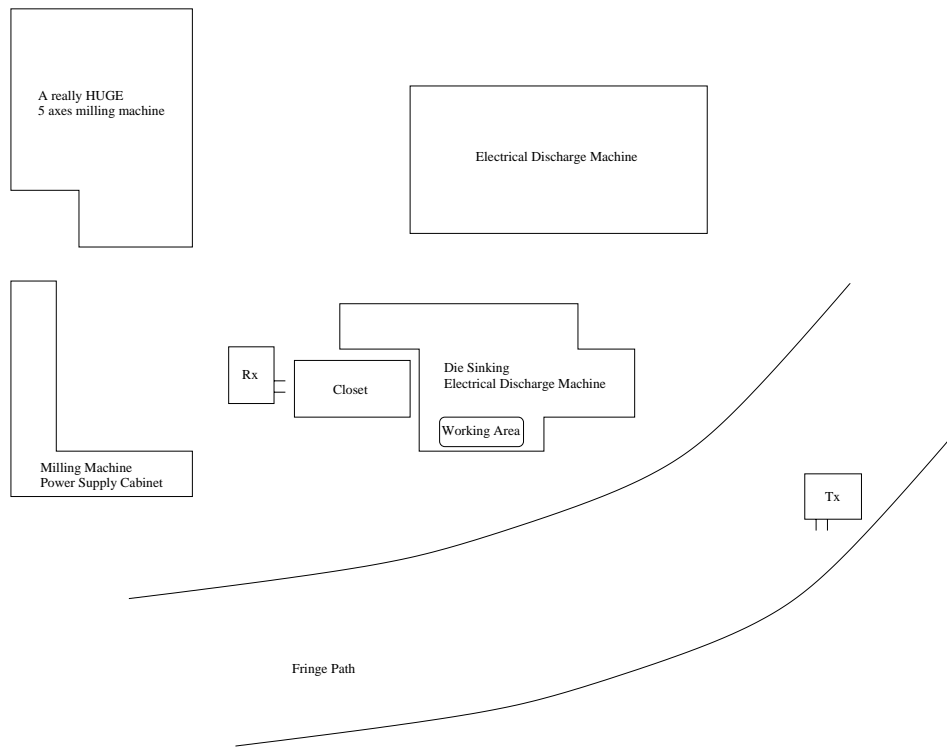 A really HUGE
5 axes milling machine
Electrical Discharge Machine
Rx
Closet
Die Sinking
Electrical Discharge Machine
Working Area
Milling Machine
Power Supply Cabinet
Tx
Fringe Path